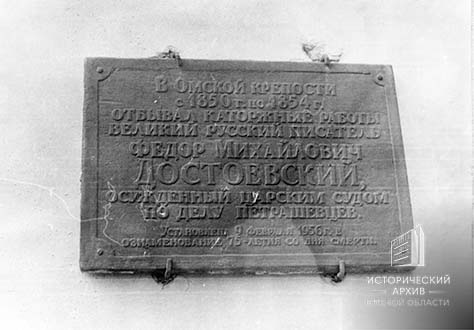 В ОМСКОЙ КРЕПОСТИ
С 1850 Г. ПО 1854 Г.
ОТБЫВАЛ КАТОРЖНЫЕ РАБОТЫ
ВЕЛИКИЙ РУССКИЙ ПИСАТЕЛЬ
ФЕДОР МИХАЙЛОВИЧ
ДОСТОЕВСКИЙ,
ОСУЖДЕННЫЙ ЦАРСКИМ СУДОМ
ПО ДЕЛУ ПЕТРАШЕВЦЕВ.
УСТАНОВЛЕНА 9 ФЕВРАЛЯ 1956 Г. В
ОЗНАМЕНОВАНИЕ 75-ЛЕТИЯ СО ДНЯ СМЕРТИ.
ИСТОРИЧЕСКИЙ
АРХИВ
ОМСКОЙ ОБЛАСТИ